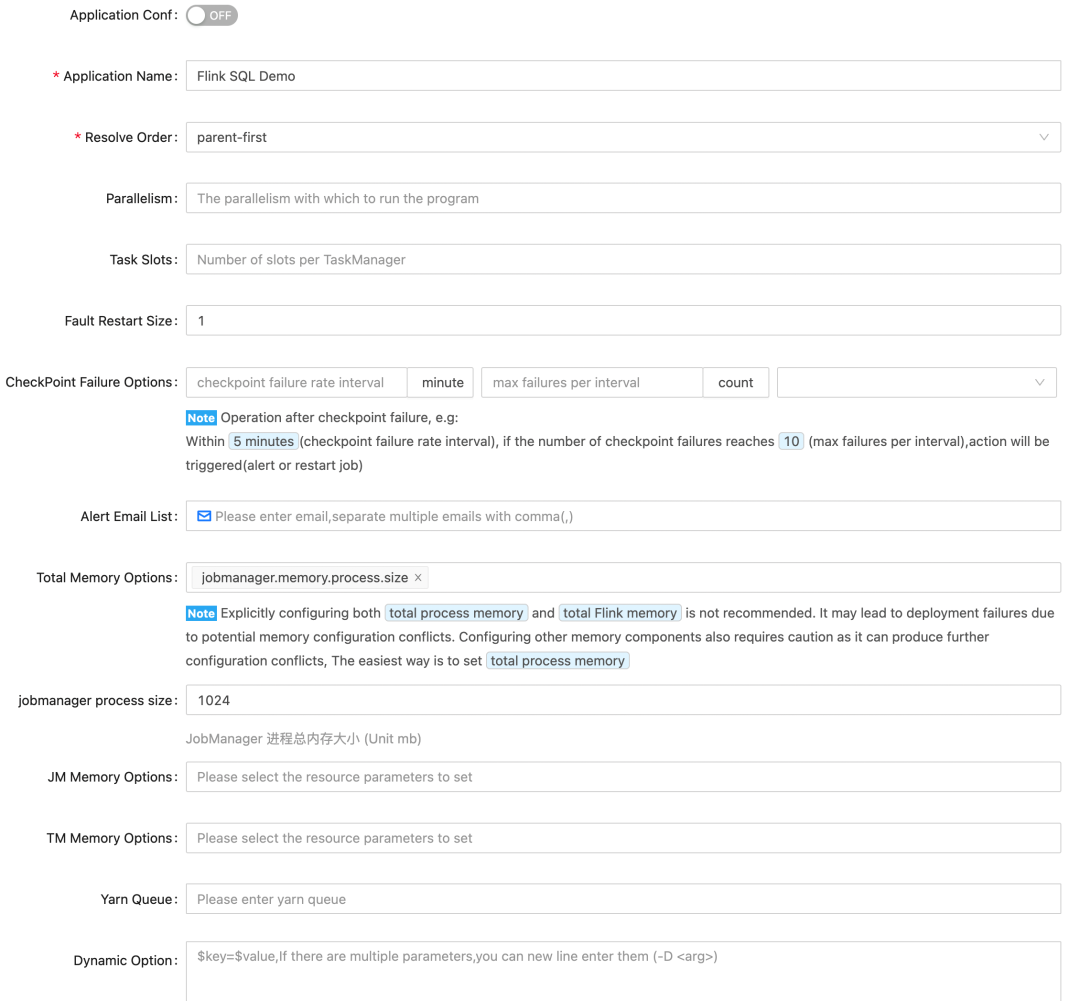 Application Conf: OFF
* Application Name: Flink SQL Demo
* Resolve Order: parent-first
Parallelism: The parallelism with which to run the program
Task Slots: Number of slots per TaskManager
Fault Restart Size: 1
CheckPoint Failure Options: checkpoint failure rate interval minute max failures per interval count
Note Operation after checkpoint failure, e.g:
Within 5 minutes (checkpoint failure rate interval), if the number of checkpoint failures reaches 10 (max failures per interval),action will be
triggered(alert or restart job)
Alert Email List: Please enter email,separate multiple emails with comma(,)
Total Memory Options: jobmanager.memory.process.size ×
Note Explicitly configuring both total process memory and total Flink memory is not recommended. It may lead to deployment failures due
to potential memory configuration conflicts. Configuring other memory components also requires caution as it can produce further
configuration conflicts, The easiest way is to set total process memory
jobmanager process size: 1024
JobManager 进程总内存大小 (Unit mb)
JM Memory Options: Please select the resource parameters to set
TM Memory Options: Please select the resource parameters to set
Yarn Queue: Please enter yarn queue
Dynamic Option: $key=$value,If there are multiple parameters,you can new line enter them (-D <arg>)